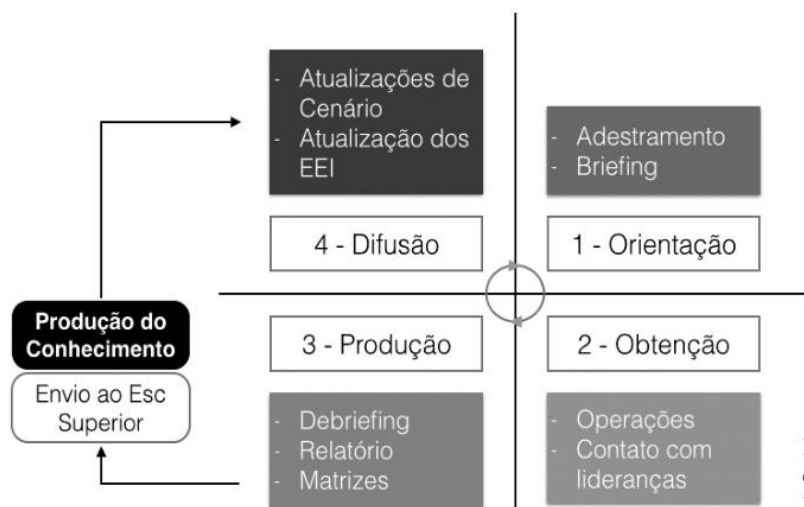 - Atualizações de
Cenário
- Atualização dos
EEI
4 - Difusão
- Adestramento
- Briefing
1 - Orientação
Produção do
Conhecimento
Envio ao Esc
Superior
3 - Produção
- Debriefing
- Relatório
- Matrizes
2 - Obtenção
- Operações
- Contato com
lideranças